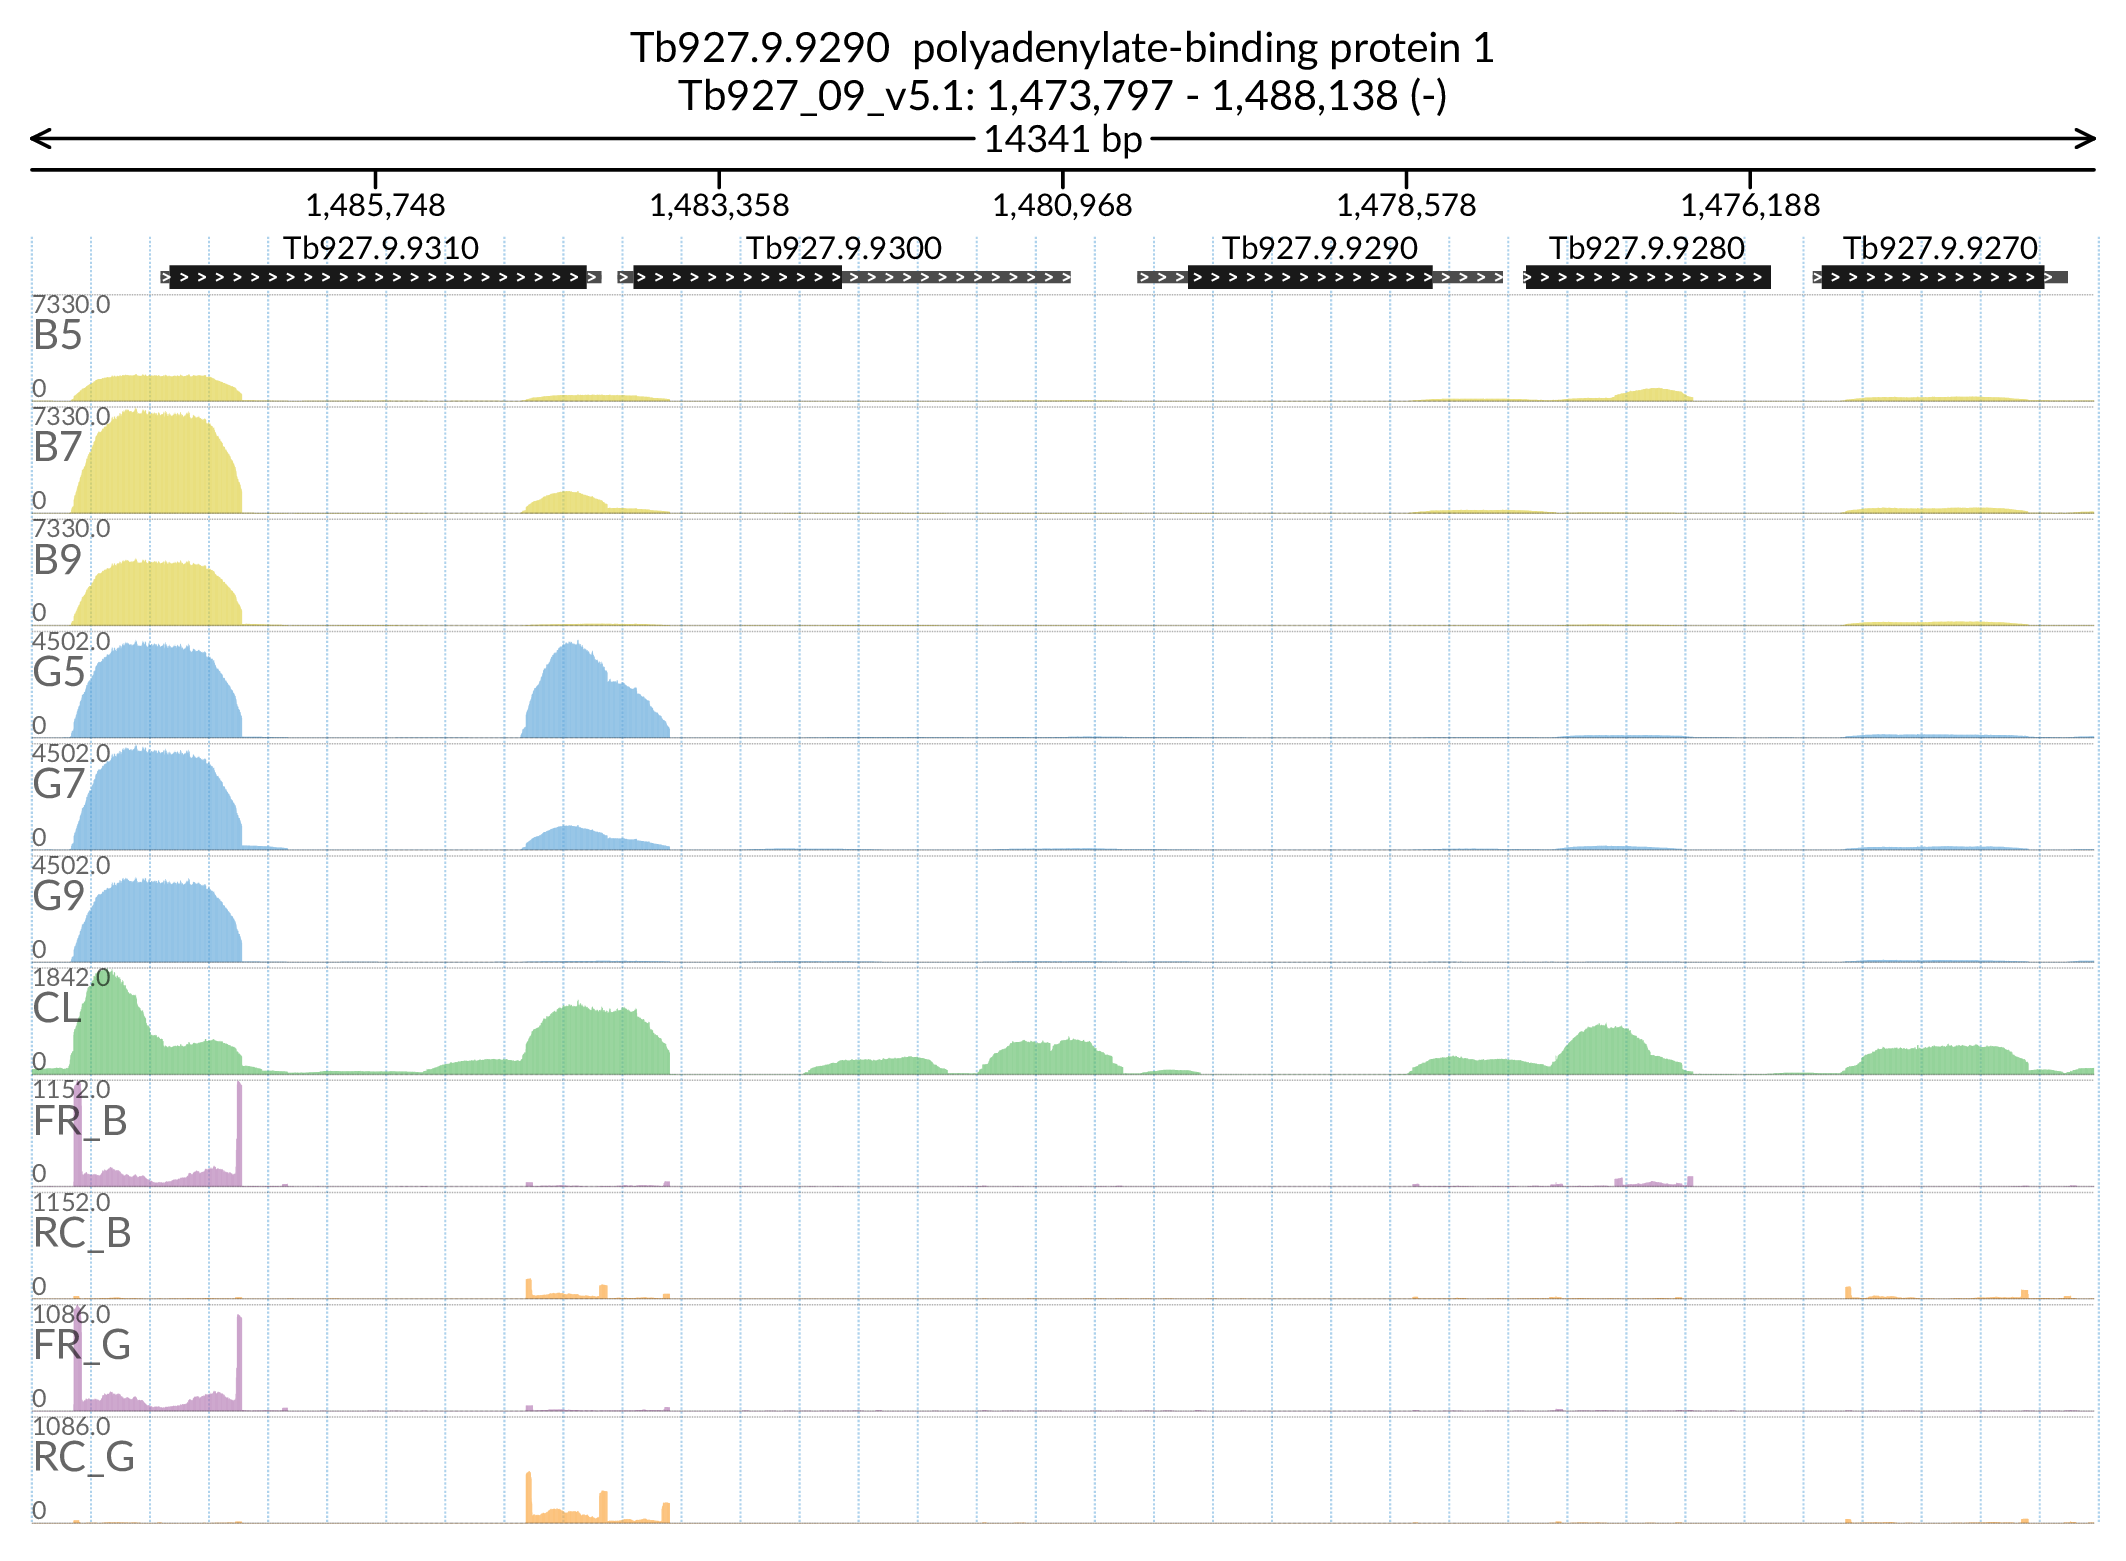 Tb927.9.9290 polyadenylate-binding protein 1
Tb927_09_v5.1: 1,473,797 - 1,488,138 (-)
14341 bp
1,485,748 1,483,358 1,480,968 1,478,578 1,476,188
Tb927.9.9310 Tb927.9.9300 Tb927.9.9290 Tb927.9.9280 Tb927.9.9270
7330.0
B5
0
7330.0
B7
0
7330.0
B9
0
4502.0
G5
0
4502.0
G7
0
4502.0
G9
0
1842.0
CL
0
1152.0
FR_B
0
1152.0
RC_B
0
1086.0
FR_G
0
1086.0
RC_G
0